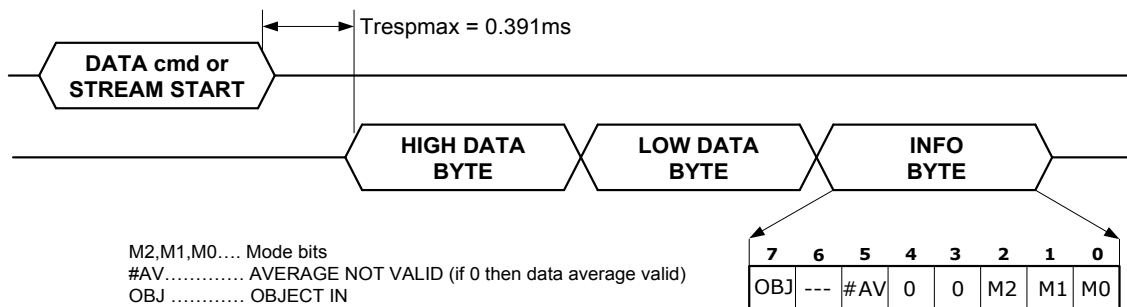 Trespmax = 0.391ms
DATA cmd or
STREAM START
HIGH DATA
BYTE
LOW DATA
BYTE
INFO
BYTE
M2,M1,M0.... Mode bits
#AV............. AVERAGE NOT VALID (if 0 then data average valid)
OBJ ............ OBJECT IN
7 6 5 4 3 2 1 0
OBJ --- #AV 0 0 M2 M1 M0